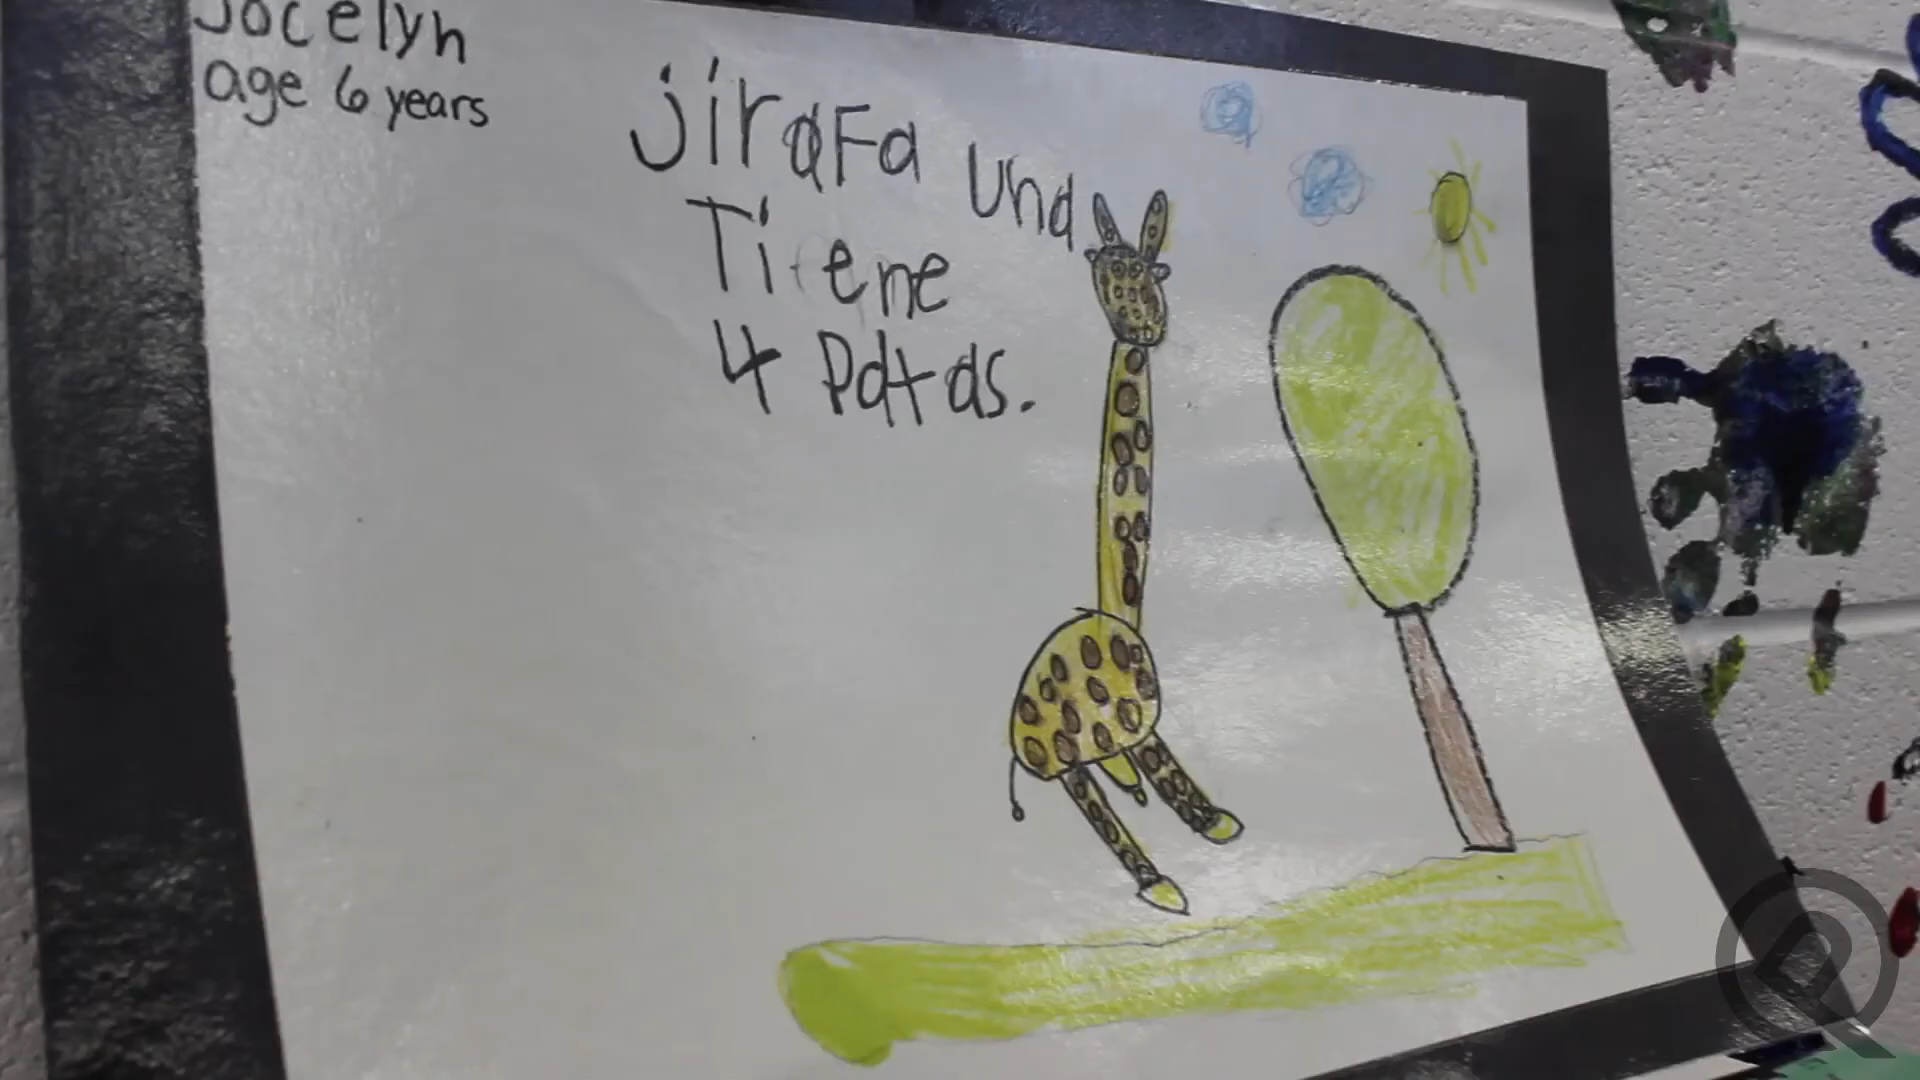 Jocelyn
age 6 years
jiraFa una
Tiene
4 Patas.